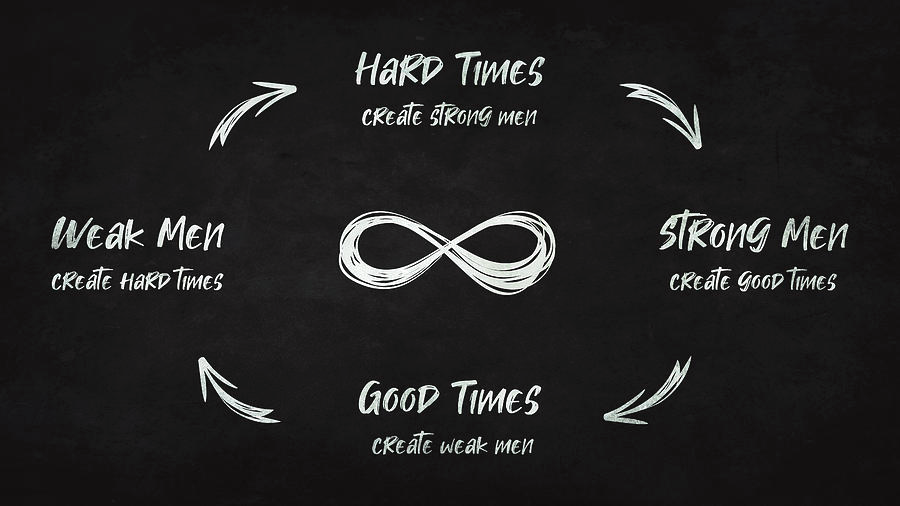 Hard Times
create strong men
Strong Men
create good times
Good Times
create weak men
Weak Men
create hard times